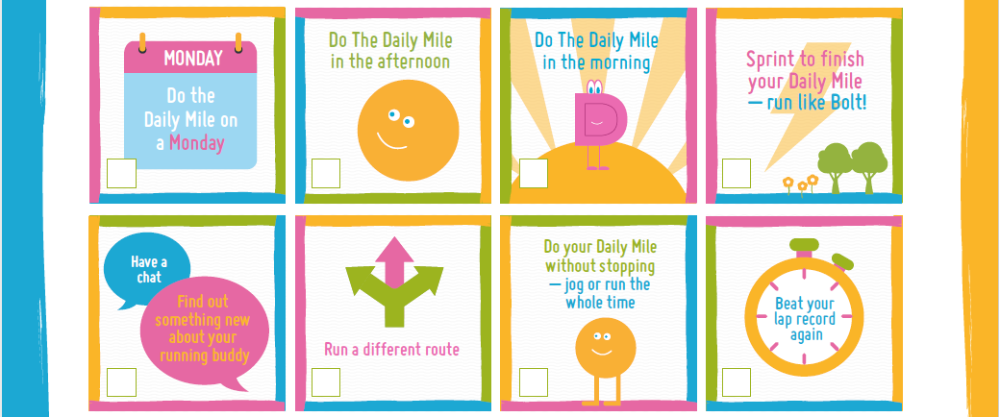 MONDAY
Do the
Daily Mile on
a Monday
Do The Daily Mile
in the afternoon
Do The Daily Mile
in the morning
D
Sprint to finish
your Daily Mile
– run like Bolt!
Have a
chat
Find out
something new
about your
running buddy
Run a different route
Do your Daily Mile
without stopping
– jog or run the
whole time
Beat your
lap record
again